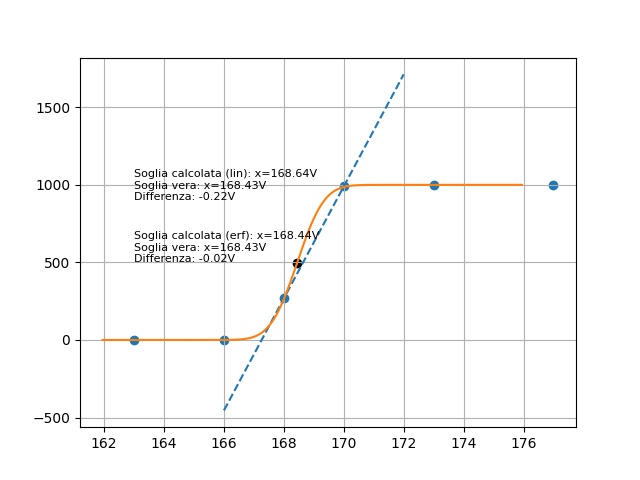 1500
1000
500
0
−500
Soglia calcolata (lin): x=168.64V
Soglia vera: x=168.43V
Differenza: -0.22V
Soglia calcolata (erf): x=168.44V
Soglia vera: x=168.43V
Differenza: -0.02V
162 164 166 168 170 172 174 176